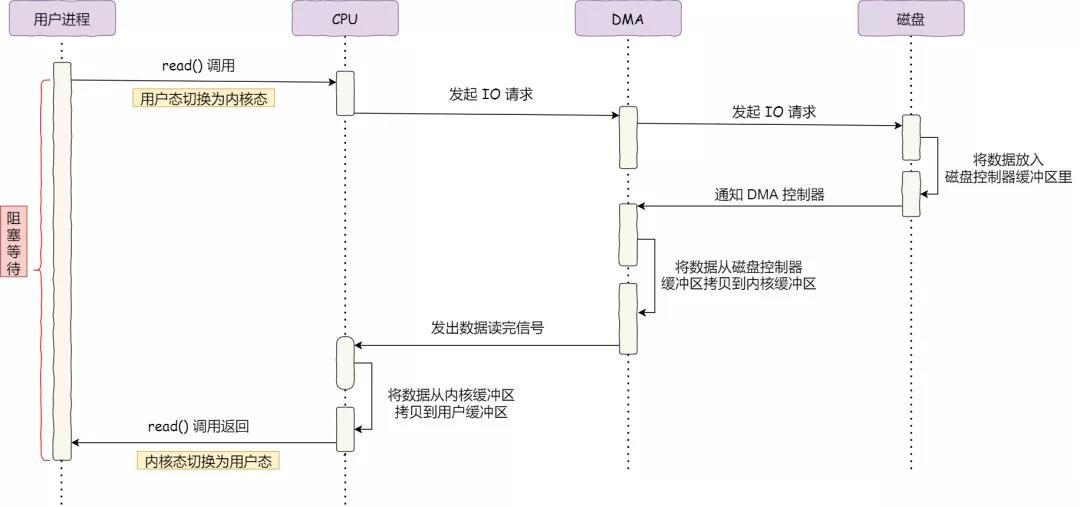 用户进程
CPU
DMA
磁盘
read() 调用
用户态切换为内核态
发起 IO 请求
发起 IO 请求
将数据放入
磁盘控制器缓冲区里
通知 DMA 控制器
阻
塞
等
待
将数据从磁盘控制器
缓冲区拷贝到内核缓冲区
发出数据读完信号
将数据从内核缓冲区
拷贝到用户缓冲区
read() 调用返回
内核态切换为用户态